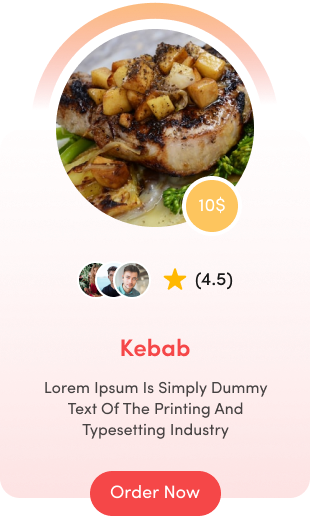 10$
(4.5)
Kebab
Lorem Ipsum Is Simply Dummy
Text Of The Printing And
Typesetting Industry
Order Now